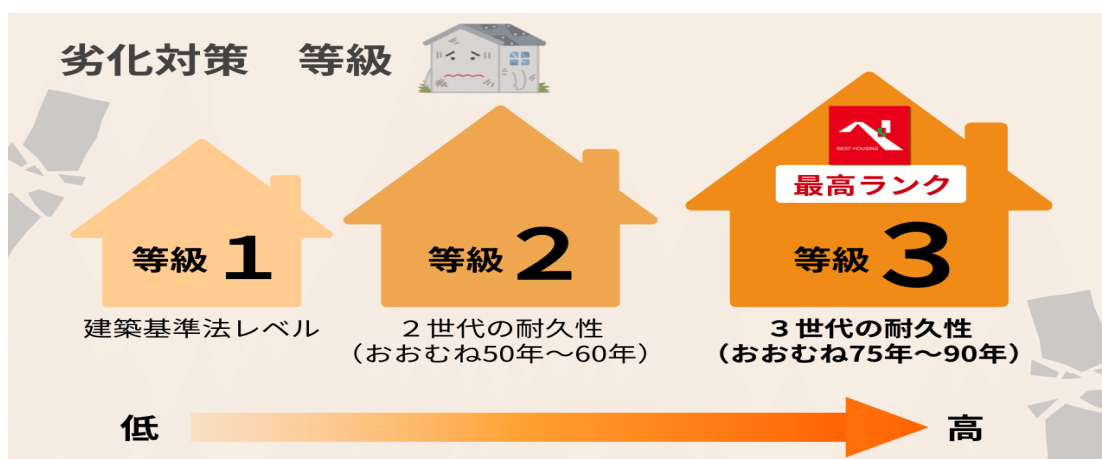 劣化対策　等級
BEST-HOUSING
最高ランク
等級 1
等級 2
等級 3
建築基準法レベル
２世代の耐久性
（おおむね50年～60年）
３世代の耐久性
（おおむね75年～90年）
低
高